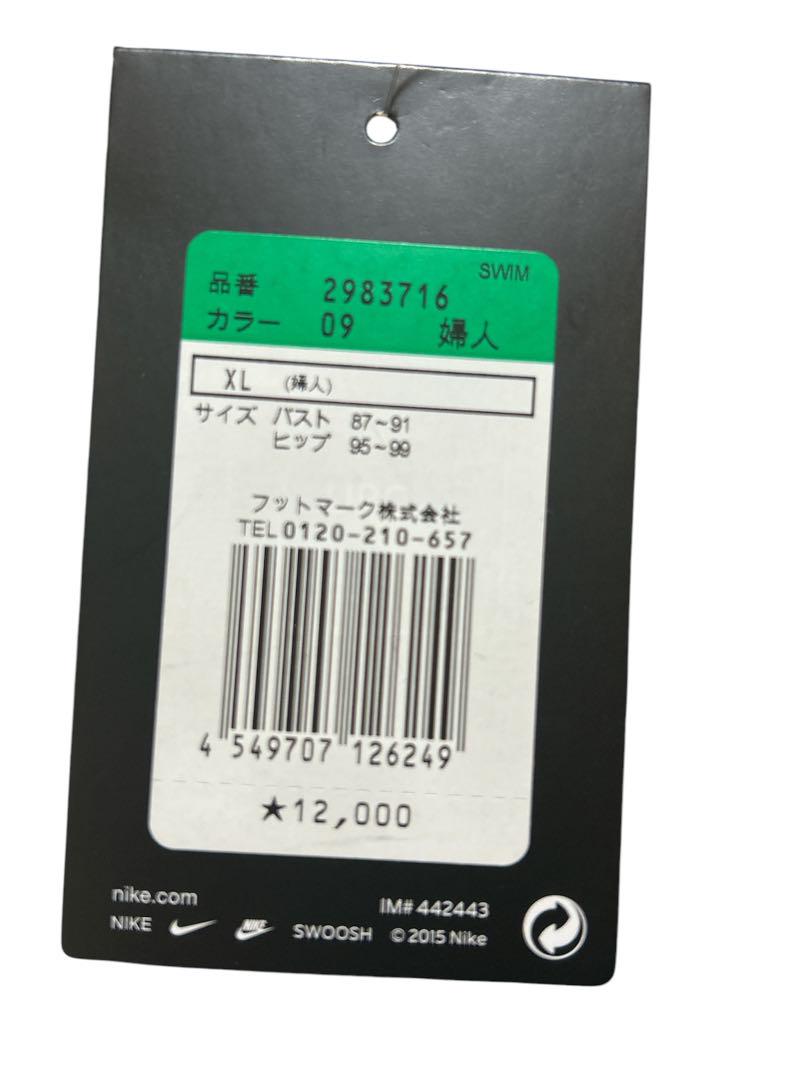 SWIM
品番 2983716
カラー 09 婦人
XL (婦人)
サイズ バスト 87~91
ヒップ 95~99
フットマーク株式会社
TEL0120-210-657
4 549707 126249
★12,000
nike.com IM# 442443
NIKE NIKE SWOOSH © 2015 Nike